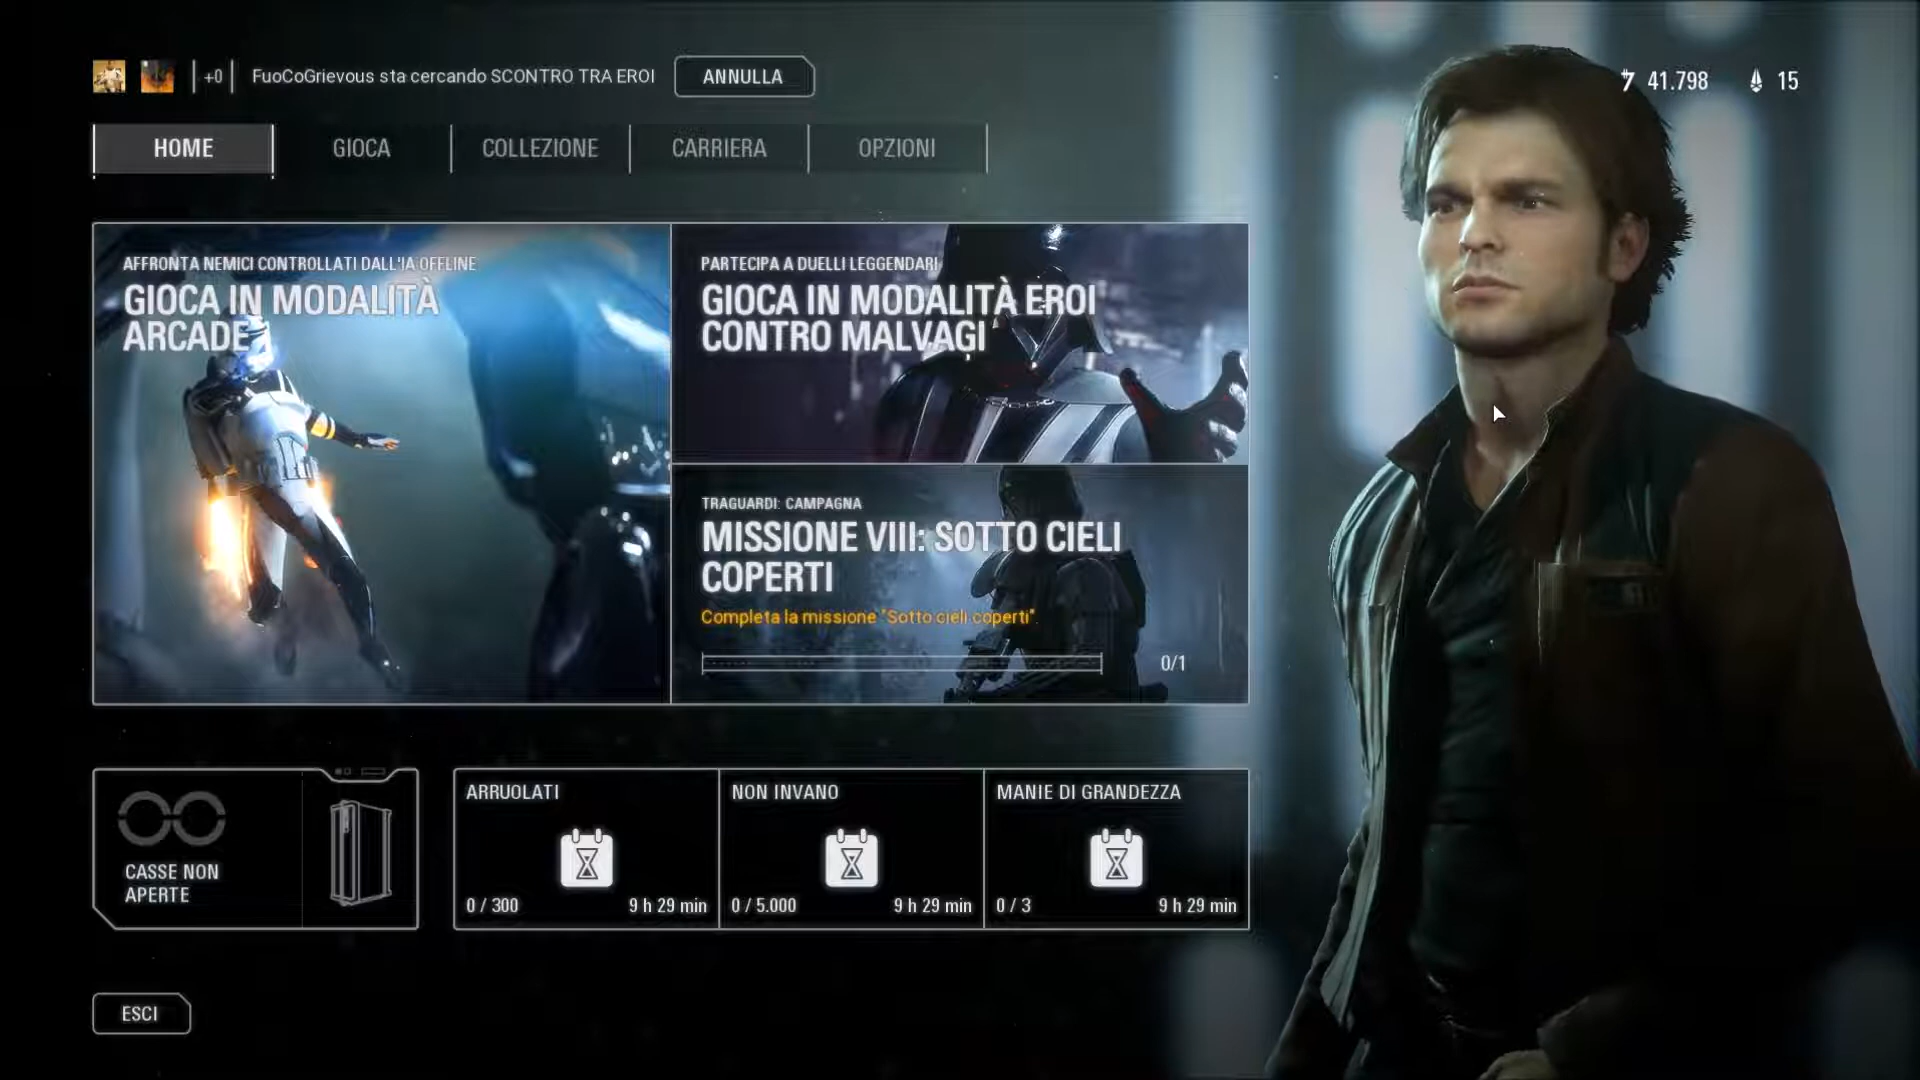 +0 FuoCoGrievous sta cercando SCONTRO TRA EROI ANNULLA
41.798 15
HOME GIOCA COLLEZIONE CARRIERA OPZIONI
AFFRONTA NEMICI CONTROLLATI DALL'IA OFFLINE
GIOCA IN MODALITÀ
ARCADE
PARTECIPA A DUELLI LEGGENDARI
GIOCA IN MODALITÀ EROI
CONTRO MALVAGI
TRAGUARDI: CAMPAGNA
MISSIONE VIII: SOTTO CIELI
COPERTI
Completa la missione "Sotto cieli coperti".
0/1
CASSE NON
APERTE
ARRUOLATI
0 / 300 9 h 29 min
NON INVANO
0 / 5.000 9 h 29 min
MANIE DI GRANDEZZA
0 / 3 9 h 29 min
ESCI